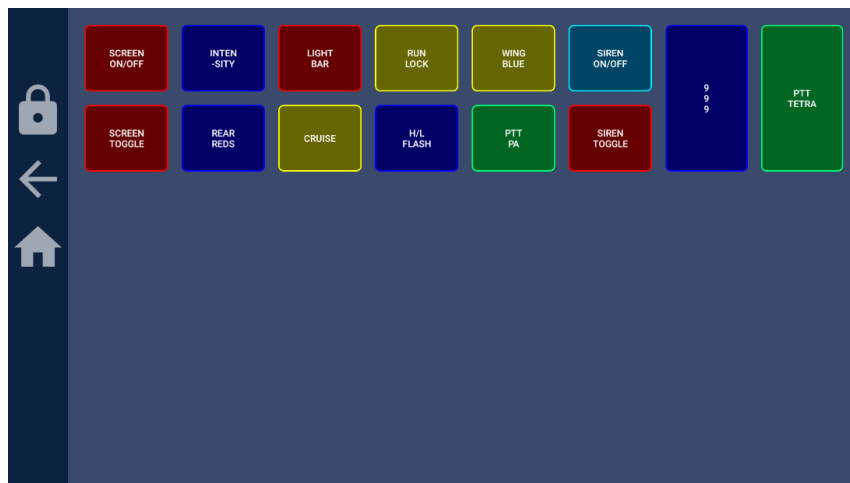 SCREEN
ON/OFF
INTEN
-SITY
LIGHT
BAR
RUN
LOCK
WING
BLUE
SIREN
ON/OFF
9
9
9
PTT
TETRA
SCREEN
TOGGLE
REAR
REDS
CRUISE
H/L
FLASH
PTT
PA
SIREN
TOGGLE